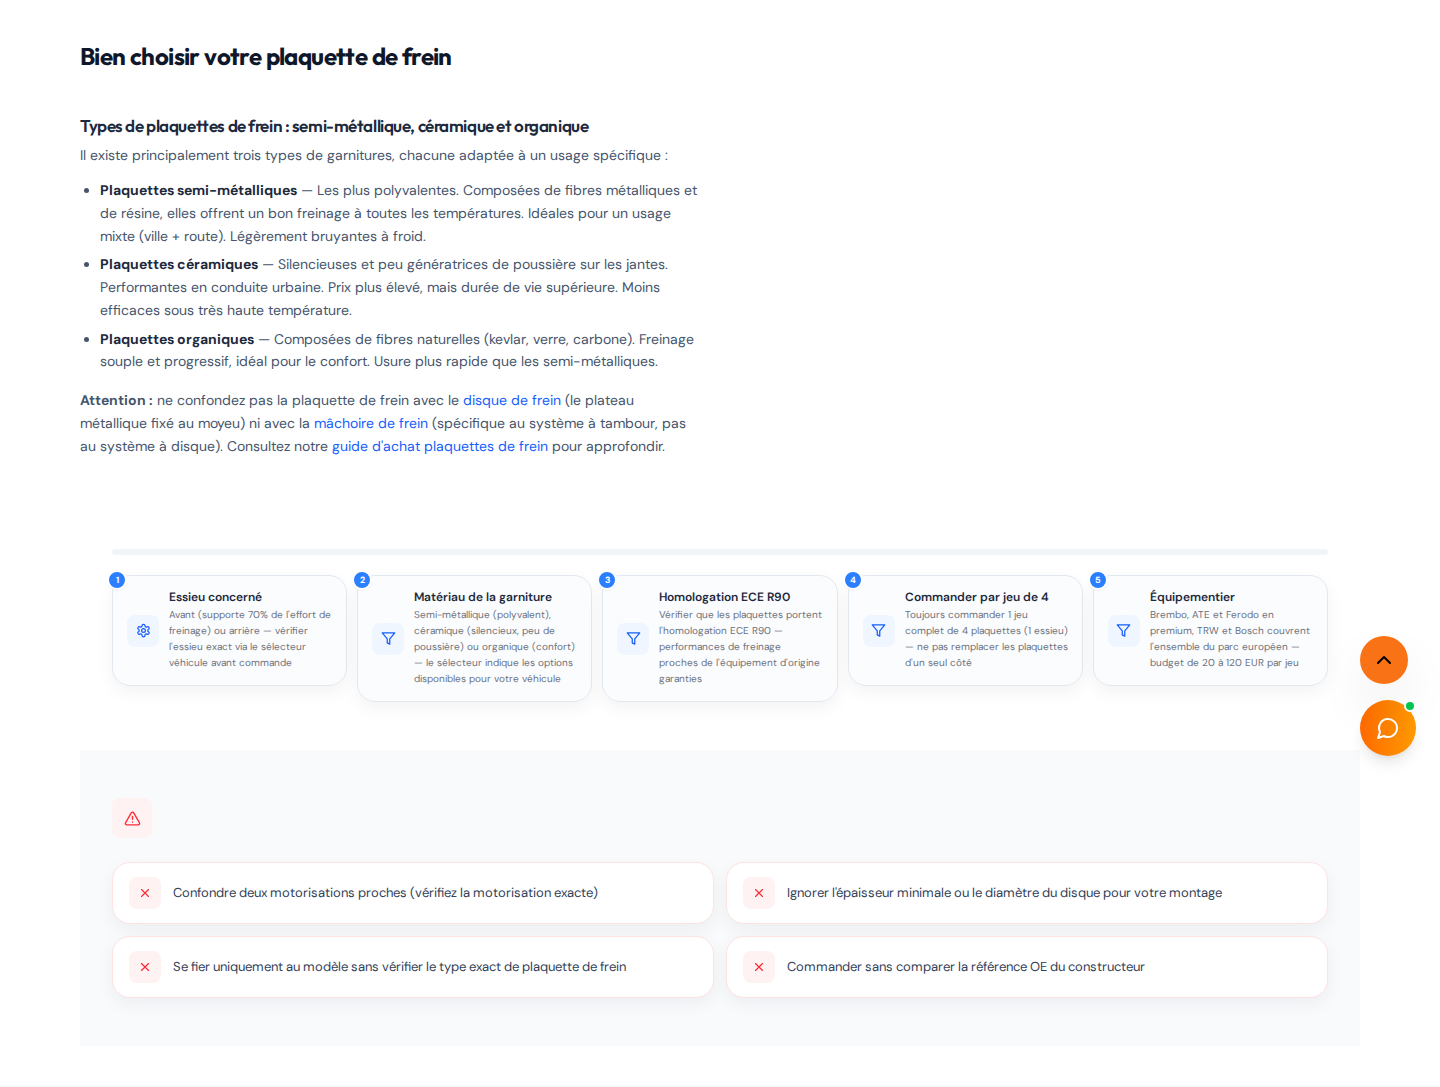 Bien choisir votre plaquette de frein
Types de plaquettes de frein : semi-métallique, céramique et organique
Il existe principalement trois types de garnitures, chacune adaptée à un usage spécifique :
Plaquettes semi-métalliques — Les plus polyvalentes. Composées de fibres métalliques et
de résine, elles offrent un bon freinage à toutes les températures. Idéales pour un usage
mixte (ville + route). Légèrement bruyantes à froid.
Plaquettes céramiques — Silencieuses et peu génératrices de poussière sur les jantes.
Performantes en conduite urbaine. Prix plus élevé, mais durée de vie supérieure. Moins
efficaces sous très haute température.
Plaquettes organiques — Composées de fibres naturelles (kevlar, verre, carbone). Freinage
souple et progressif, idéal pour le confort. Usure plus rapide que les semi-métalliques.
Attention : ne confondez pas la plaquette de frein avec le disque de frein (le plateau
métallique fixé au moyeu) ni avec la mâchoire de frein (spécifique au système à tambour, pas
au système à disque). Consultez notre guide d'achat plaquettes de frein pour approfondir.
1
Essieu concerné
Avant (supporte 70% de l'effort de
freinage) ou arrière — vérifier
l'essieu exact via le sélecteur
véhicule avant commande
2
Matériau de la garniture
Semi-métallique (polyvalent),
céramique (silencieux, peu de
poussière) ou organique (confort)
— le sélecteur indique les options
disponibles pour votre véhicule
3
Homologation ECE R90
Vérifier que les plaquettes portent
l'homologation ECE R90 —
performances de freinage
proches de l'équipement d'origine
garanties
4
Commander par jeu de 4
Toujours commander 1 jeu
complet de 4 plaquettes (1 essieu)
— ne pas remplacer les plaquettes
d'un seul côté
5
Équipementier
Brembo, ATE et Ferodo en
premium, TRW et Bosch couvrent
l'ensemble du parc européen —
budget de 20 à 120 EUR par jeu
Confondre deux motorisations proches (vérifiez la motorisation exacte)
Ignorer l'épaisseur minimale ou le diamètre du disque pour votre montage
Se fier uniquement au modèle sans vérifier le type exact de plaquette de frein
Commander sans comparer la référence OE du constructeur